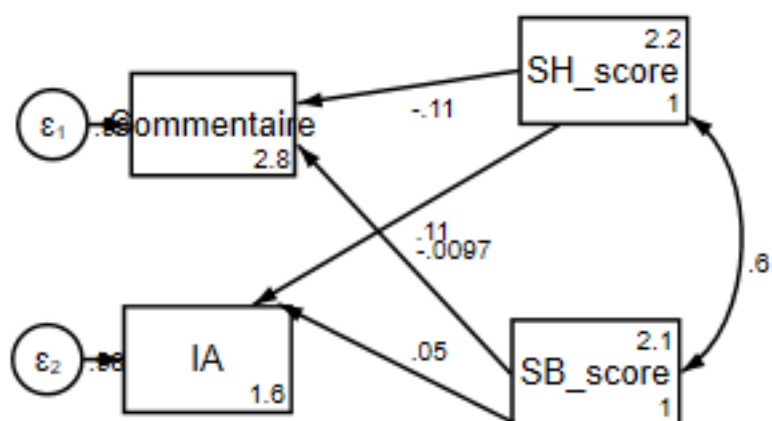 2.2
SH_score
1
ε₁
Commentaire
2.8
-.11
.11
-.0097
.6
ε₂
IA
1.6
.05
2.1
SB_score
1